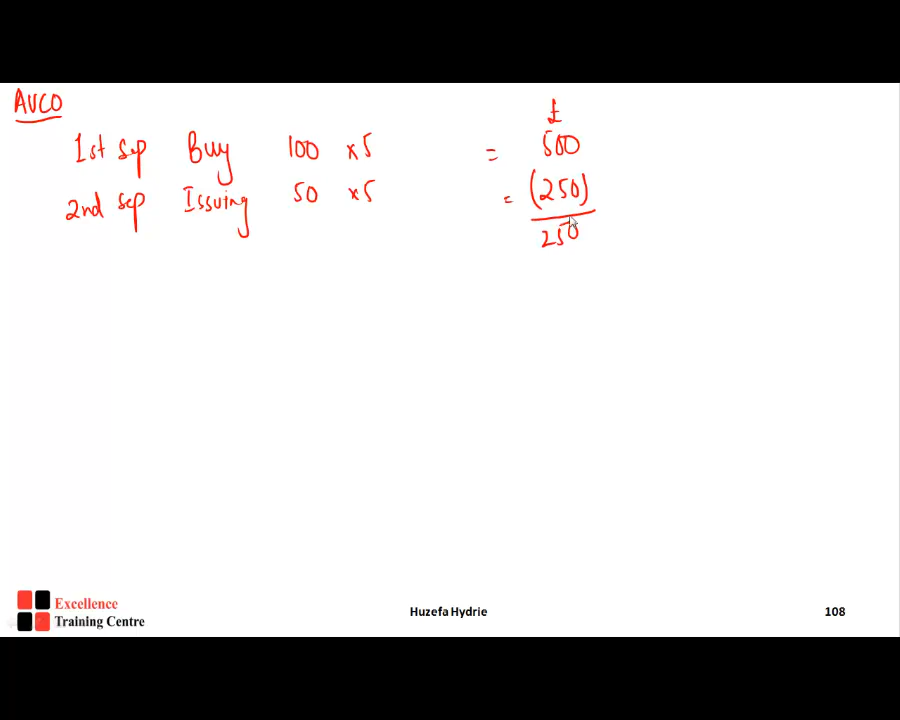 AVCO
£
1st Sep Buy 100 x5 = 500
2nd Sep Issuing 50 x5 = (250)
250
Excellence
Training Centre
Huzefa Hydrie
108